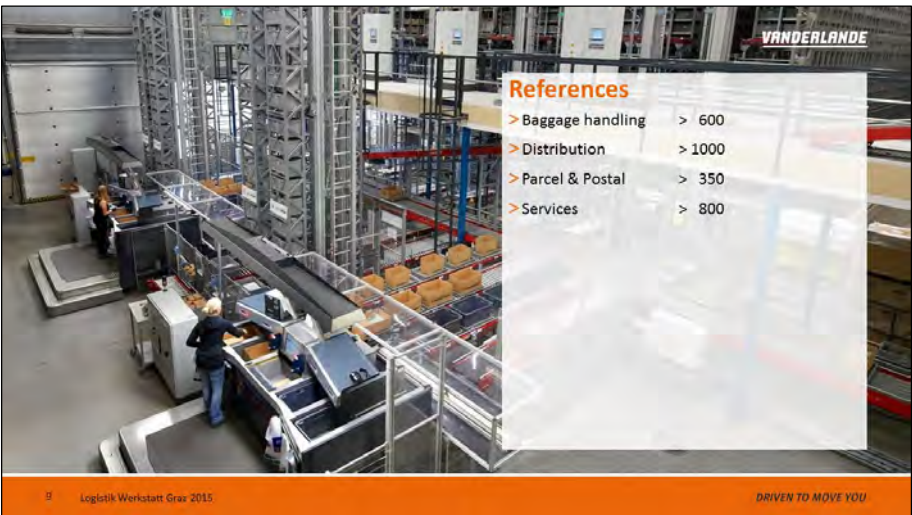 VANDERLANDE
References
> Baggage handling > 600
> Distribution > 1000
> Parcel & Postal > 350
> Services > 800
9 Logistik Werkstatt Graz 2015 DRIVEN TO MOVE YOU